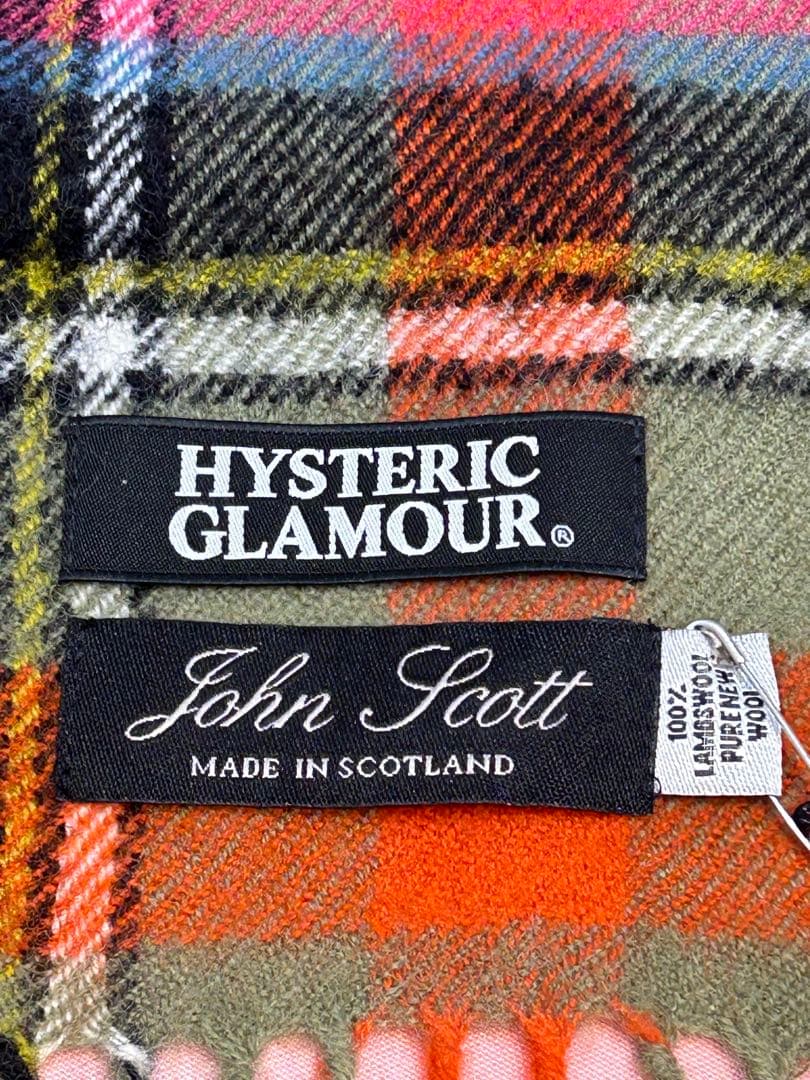 HYSTERIC
GLAMOUR®
John Scott
MADE IN SCOTLAND
100%
LAMBSWOOL
PURE NEW
WOOL